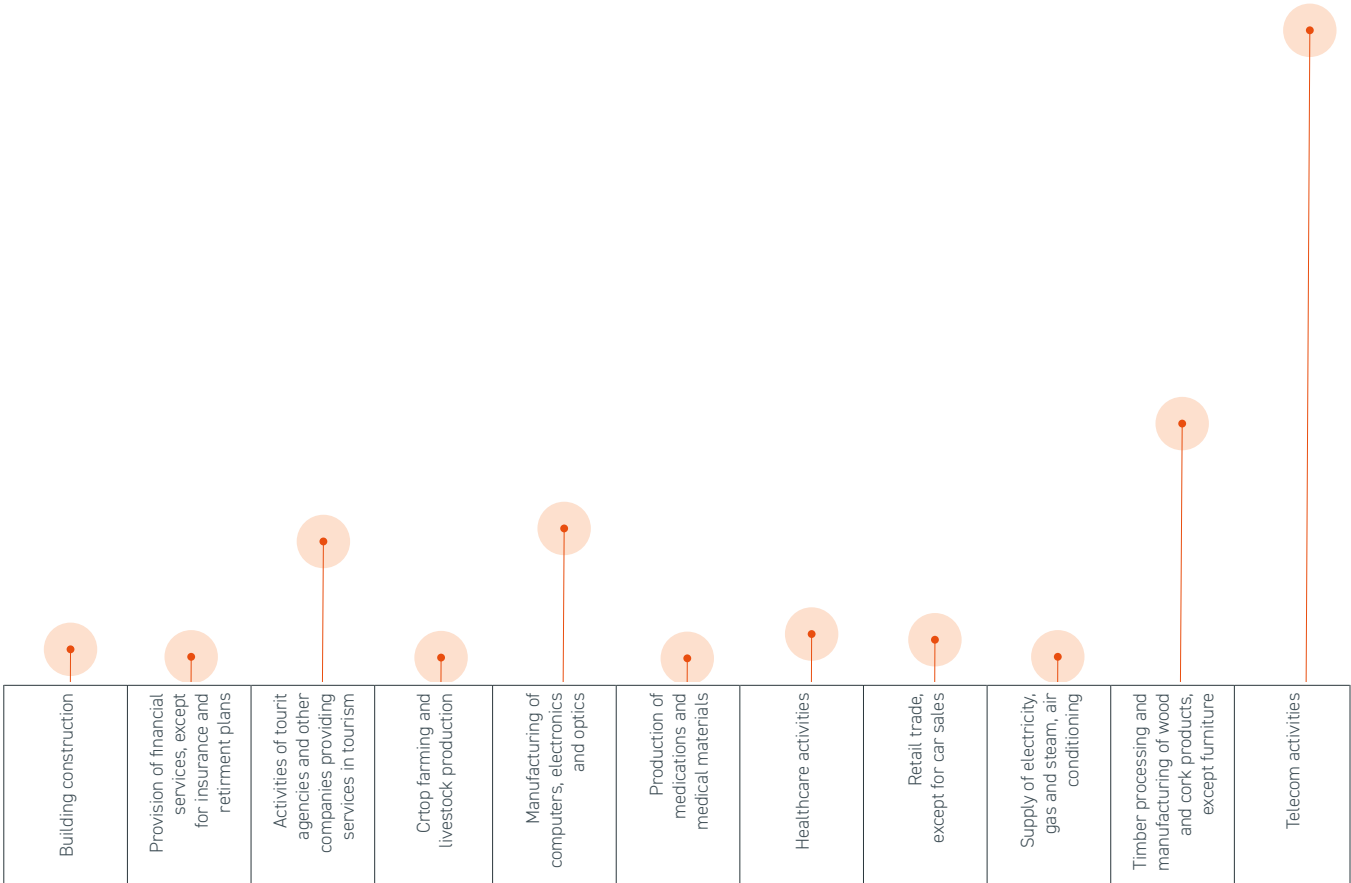 Building construction
Provision of financial
services, except
for insurance and
retirment plans
Activities of tourit
agencies and other
companies providing
services in tourism
Crtop farming and
livestock production
Manufacturing of
computers, electronics
and optics
Production of
medications and
medical materials
Healthcare activities
Retail trade,
except for car sales
Supply of electricity,
gas and steam, air
conditioning
Timber processing and
manufacturing of wood
and cork products,
except furniture
Telecom activities